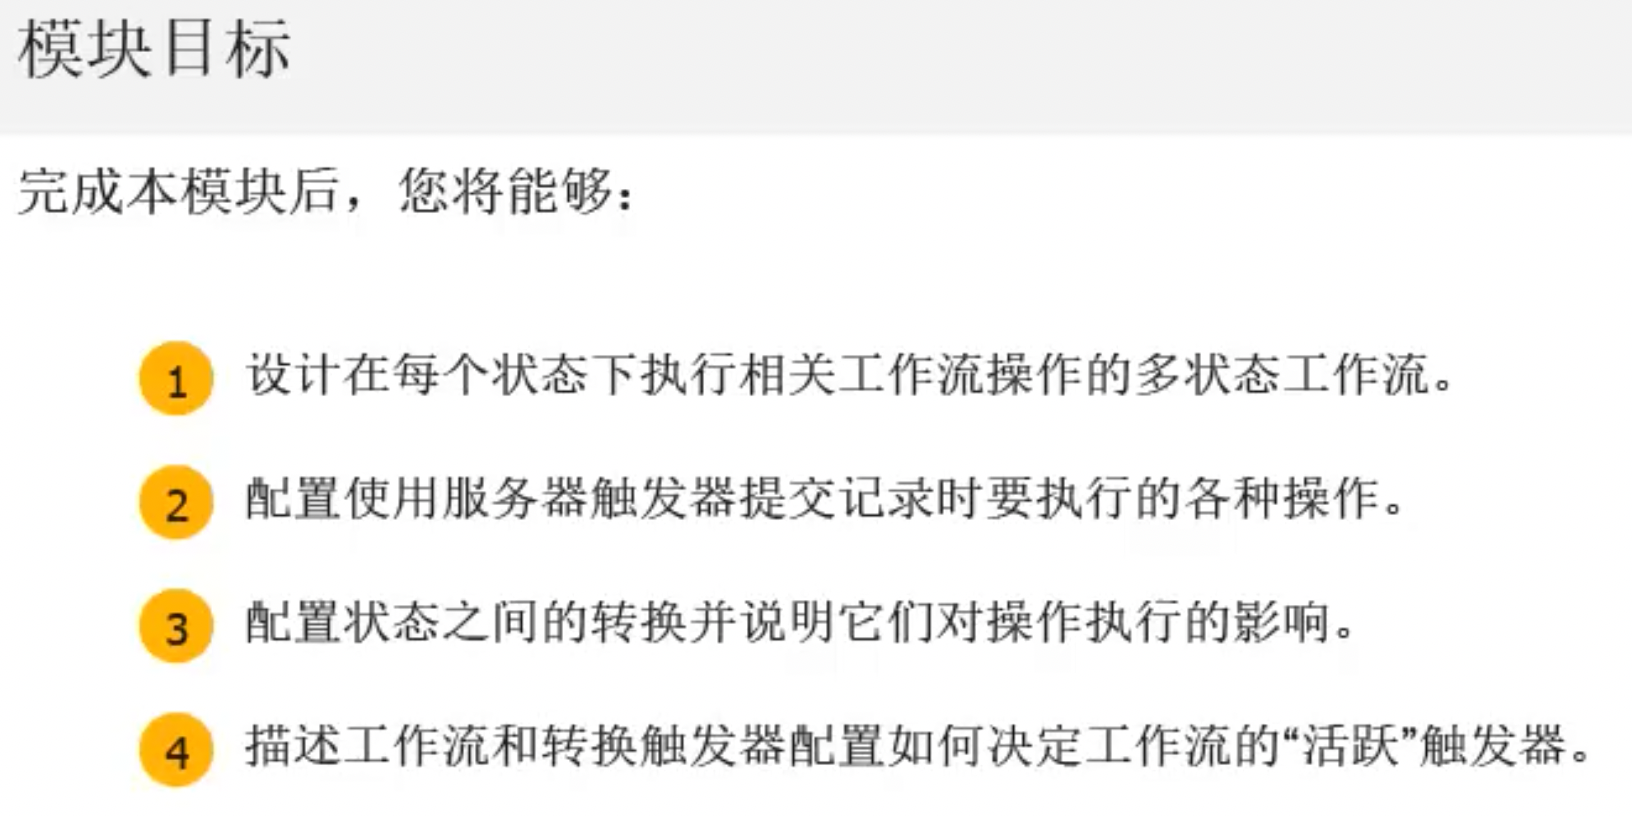 模块目标
完成本模块后，您将能够：
1 设计在每个状态下执行相关工作流操作的多状态工作流。
2 配置使用服务器触发器提交记录时要执行的各种操作。
3 配置状态之间的转换并说明它们对操作执行的影响。
4 描述工作流和转换触发器配置如何决定工作流的“活跃”触发器。